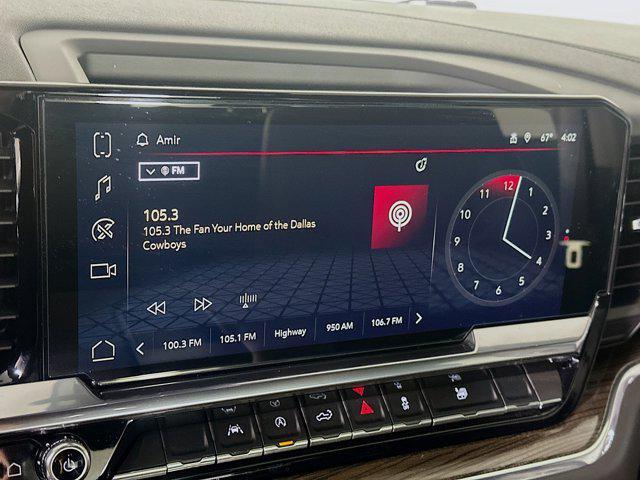 Amir
67° 4:02
FM
105.3
105.3 The Fan Your Home of the Dallas
Cowboys
12
11 1
10 2
9 3
8 4
7 5
6
100.3 FM 105.1 FM Highway 950 AM 106.7 FM